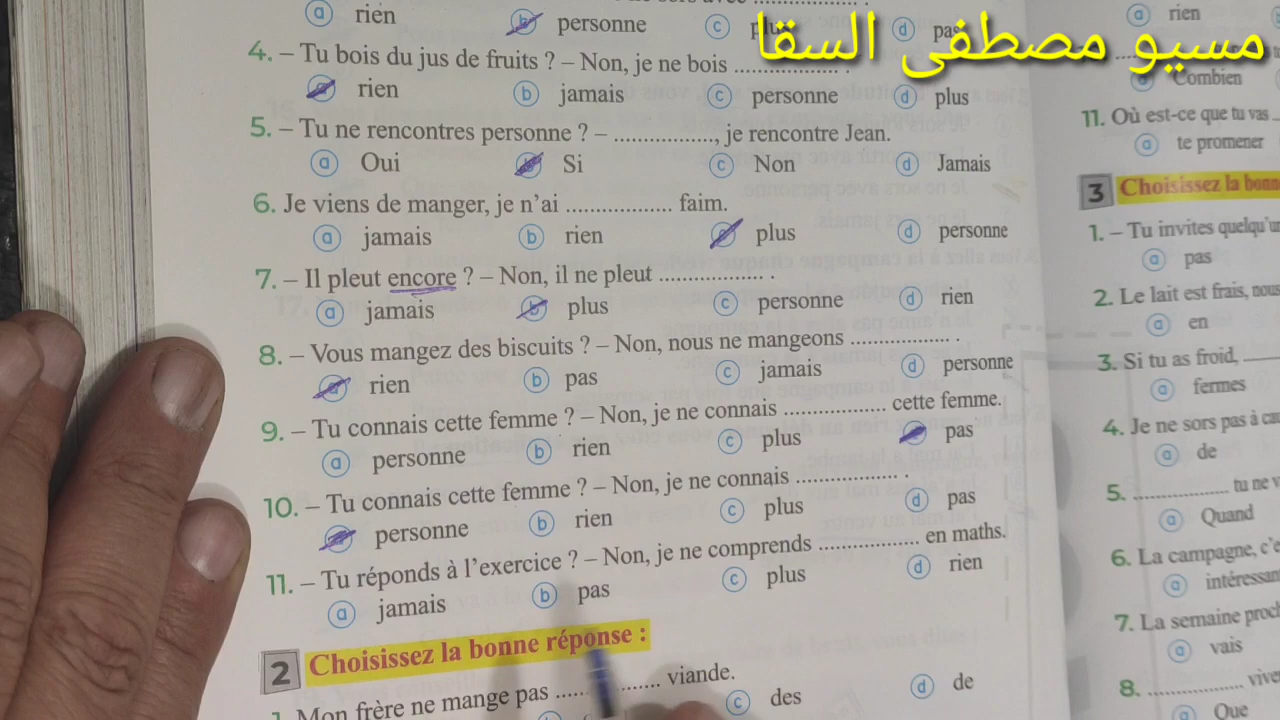 a rien b personne c plus d pas
مسيو مصطفى السقا
4. – Tu bois du jus de fruits ? – Non, je ne bois .................. .
a rien b jamais c personne d plus
5. – Tu ne rencontres personne ? – .................., je rencontre Jean.
a Oui b Si c Non d Jamais
6. Je viens de manger, je n'ai .................. faim.
a jamais b rien c plus d personne
7. – Il pleut encore ? – Non, il ne pleut .................. .
a jamais b plus c personne d rien
8. – Vous mangez des biscuits ? – Non, nous ne mangeons .................. .
a rien b pas c jamais d personne
9. – Tu connais cette femme ? – Non, je ne connais .................. cette femme.
a personne b rien c plus d pas
10. – Tu connais cette femme ? – Non, je ne connais .................. .
a personne b rien c plus d pas
11. – Tu réponds à l'exercice ? – Non, je ne comprends .................. en maths.
a jamais b pas c plus d rien
2 Choisissez la bonne réponse :
Mon frère ne mange pas .................. viande.
c des d de
a rien
Combien
11. Où est-ce que tu vas
a te promener
3 Choisissez la bonne
1. – Tu invites
a pas
2. Le lait est frais, nous
a en
3. Si tu as froid,
a fermes
4. Je ne sors pas à
a de
5. .................. tu ne
a Quand
6. La campagne,
a
7. La semaine
a vais
8. ..................
a Que